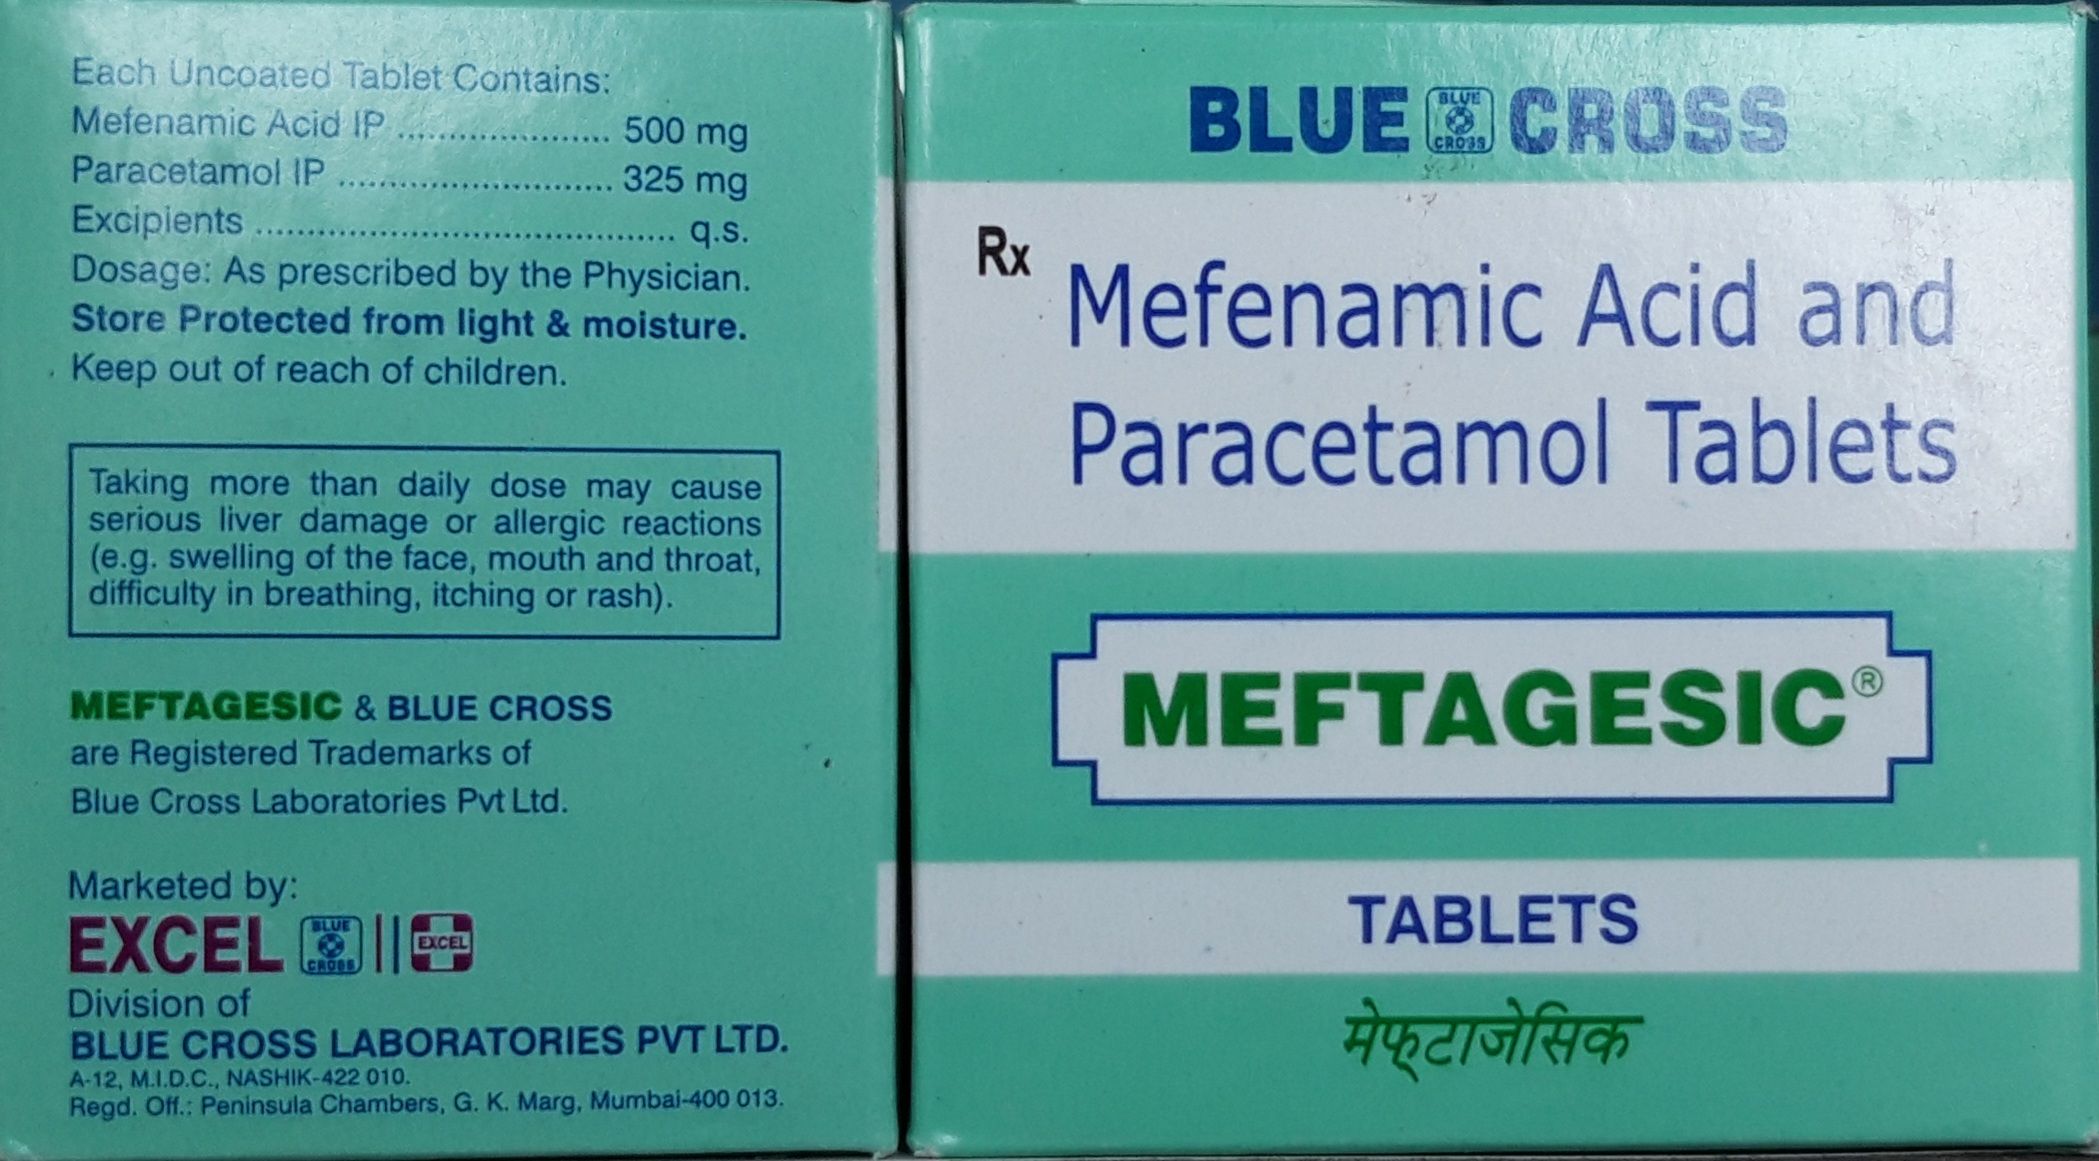 Each Uncoated Tablet Contains:
Mefenamic Acid IP ..................... 500 mg
Paracetamol IP ............................ 325 mg
Excipients .......................................... q.s.
Dosage: As prescribed by the Physician.
Store Protected from light & moisture.
Keep out of reach of children.
Taking more than daily dose may cause
serious liver damage or allergic reactions
(e.g. swelling of the face, mouth and throat,
difficulty in breathing, itching or rash).
MEFTAGESIC & BLUE CROSS
are Registered Trademarks of
Blue Cross Laboratories Pvt Ltd.
Marketed by:
EXCEL BLUE CROSS EXCEL
Division of
BLUE CROSS LABORATORIES PVT LTD.
A-12, M.I.D.C., NASHIK-422 010.
Regd. Off.: Peninsula Chambers, G. K. Marg, Mumbai-400 013.
BLUE BLUE CROSS CROSS
Rx Mefenamic Acid and
Paracetamol Tablets
MEFTAGESIC®
TABLETS
मेफ्टाजेसिक